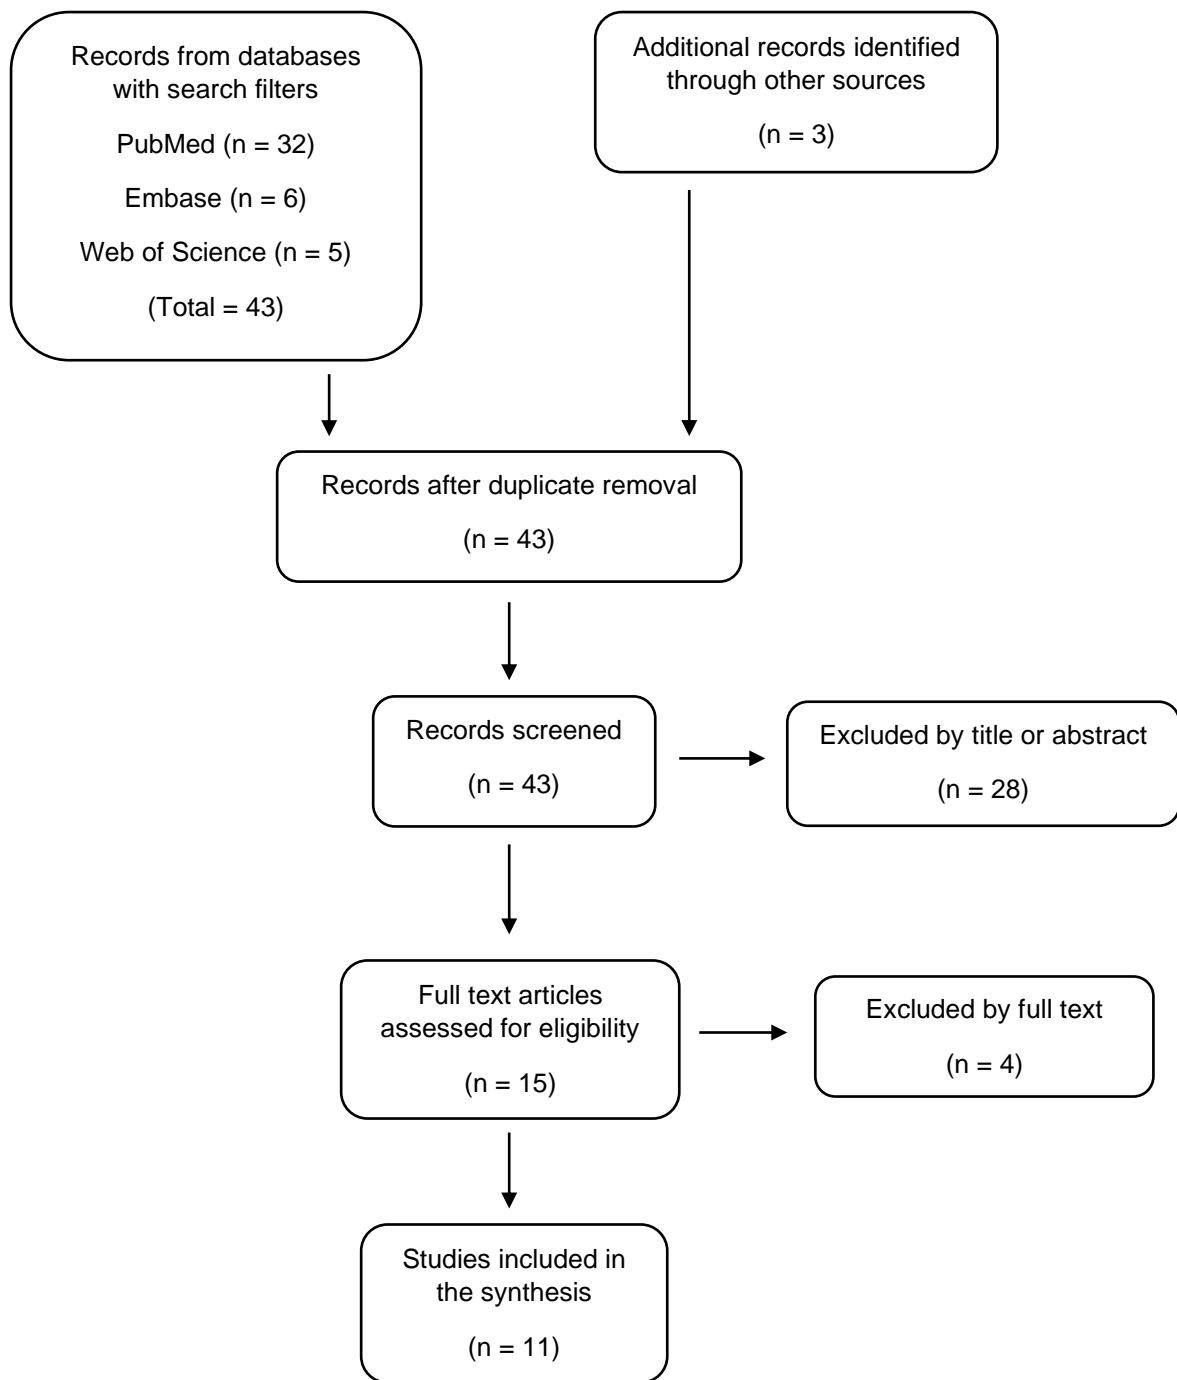 Records from databases
with search filters
PubMed (n = 32)
Embase (n = 6)
Web of Science (n = 5)
(Total = 43)
Additional records identified
through other sources
(n = 3)
Records after duplicate removal
(n = 43)
Records screened
(n = 43)
Excluded by title or abstract
(n = 28)
Full text articles
assessed for eligibility
(n = 15)
Excluded by full text
(n = 4)
Studies included in
the synthesis
(n = 11)